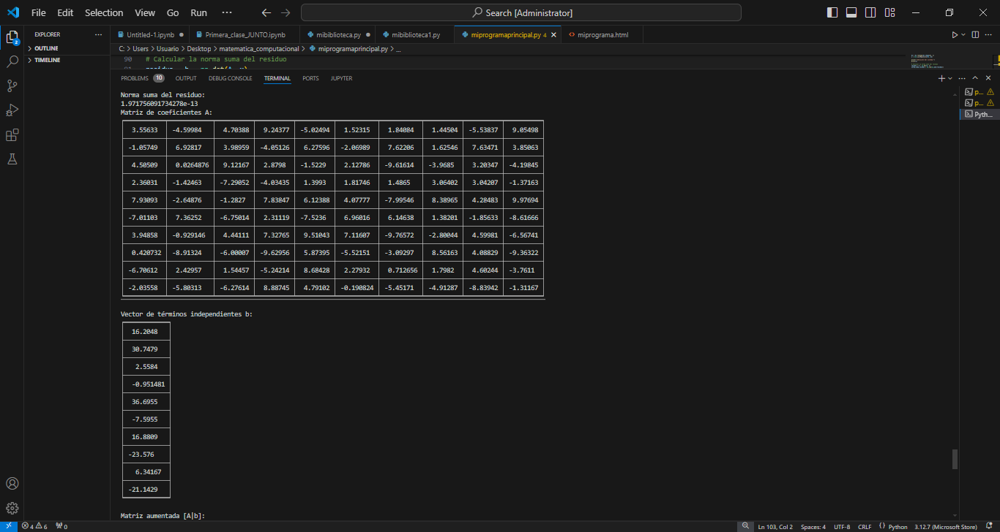 File Edit Selection View Go Run ··· Search [Administrator]
EXPLORER ···
OUTLINE
TIMELINE
2
Untitled-1.ipynb Primera_clase_JUNTO.ipynb mibiblioteca.py mibiblioteca1.py miprogramaprincipal.py 4 miprograma.html
C: > Users > Usuario > Desktop > matematica_computacional > miprogramaprincipal.py > ...
90 # Calcular la norma suma del residuo
PROBLEMS 10 OUTPUT DEBUG CONSOLE TERMINAL PORTS JUPYTER
p...
p...
Pyth...
Norma suma del residuo:
1.971756091734278e-13
Matriz de coeficientes A:
3.55633 -4.59984 4.70388 9.24377 -5.02494 1.52315 1.84084 1.44504 -5.53837 9.05498
-1.05749 6.92817 3.98959 -4.05126 6.27596 -2.06989 7.62206 1.62546 7.63471 3.85063
4.50509 0.0264876 9.12167 2.8798 -1.5229 2.12786 -9.61614 -3.9685 3.20347 -4.19845
2.36031 -1.42463 -7.29052 -4.03435 1.3993 1.81746 1.4865 3.06402 3.04207 -1.37163
7.93093 -2.64876 -1.2827 7.83847 6.12388 4.07777 -7.99546 8.38965 4.28483 9.97694
-7.01103 7.36252 -6.75014 2.31119 -7.5236 6.96016 6.14638 1.38201 -1.85633 -8.61666
3.94858 -0.929146 4.44111 7.32765 9.51043 7.11607 -9.76572 -2.80044 4.59981 -6.56741
0.420732 -8.91324 -6.00007 -9.62956 5.87395 -5.52151 -3.09297 8.56163 4.08829 -9.36322
-6.70612 2.42957 1.54457 -5.24214 8.68428 2.27932 0.712656 1.7982 4.60244 -3.7611
-2.03558 -5.80313 -6.27614 8.88745 4.79102 -0.190824 -5.45171 -4.91287 -8.83942 -1.31167
Vector de términos independientes b:
16.2048
30.7479
2.5584
-0.951481
36.6955
-7.5955
16.8809
-23.576
6.34167
-21.1429
Matriz aumentada [A|b]:
4 6 0 Ln 103, Col 2 Spaces: 4 UTF-8 CRLF Python 3.12.7 (Microsoft Store)